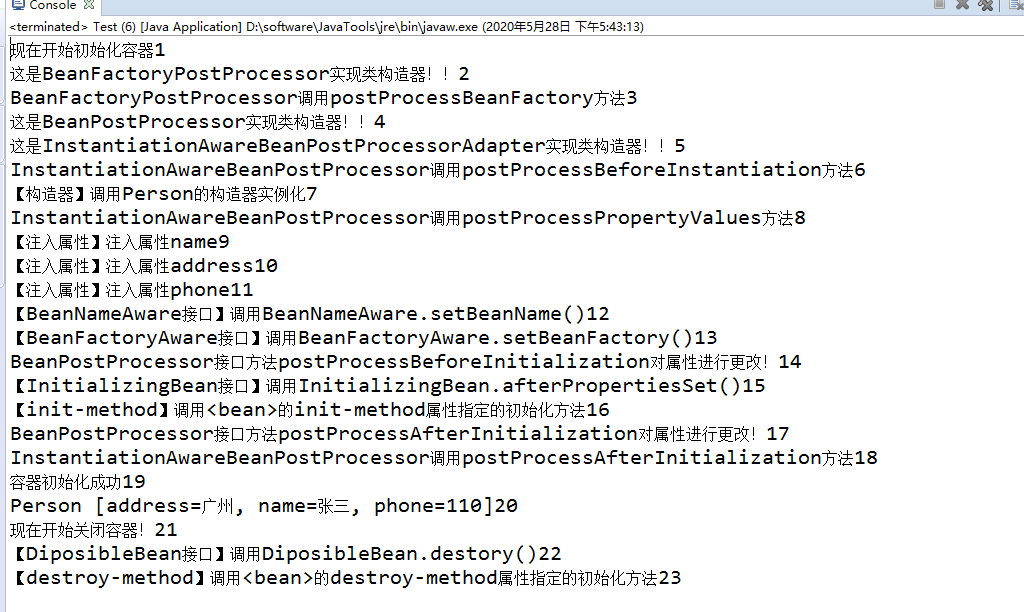 Console
<terminated> Test (6) [Java Application] D:\software\JavaTools\jre\bin\javaw.exe (2020年5月28日 下午5:43:13)
现在开始初始化容器1
这是BeanFactoryPostProcessor实现类构造器！！2
BeanFactoryPostProcessor调用postProcessBeanFactory方法3
这是BeanPostProcessor实现类构造器！！4
这是InstantiationAwareBeanPostProcessorAdapter实现类构造器！！5
InstantiationAwareBeanPostProcessor调用postProcessBeforeInstantiation方法6
【构造器】调用Person的构造器实例化7
InstantiationAwareBeanPostProcessor调用postProcessPropertyValues方法8
【注入属性】注入属性name9
【注入属性】注入属性address10
【注入属性】注入属性phone11
【BeanNameAware接口】调用BeanNameAware.setBeanName()12
【BeanFactoryAware接口】调用BeanFactoryAware.setBeanFactory()13
BeanPostProcessor接口方法postProcessBeforeInitialization对属性进行更改！14
【InitializingBean接口】调用InitializingBean.afterPropertiesSet()15
【init-method】调用<bean>的init-method属性指定的初始化方法16
BeanPostProcessor接口方法postProcessAfterInitialization对属性进行更改！17
InstantiationAwareBeanPostProcessor调用postProcessAfterInitialization方法18
容器初始化成功19
Person [address=广州, name=张三, phone=110]20
现在开始关闭容器！21
【DiposibleBean接口】调用DiposibleBean.destory()22
【destroy-method】调用<bean>的destroy-method属性指定的初始化方法23